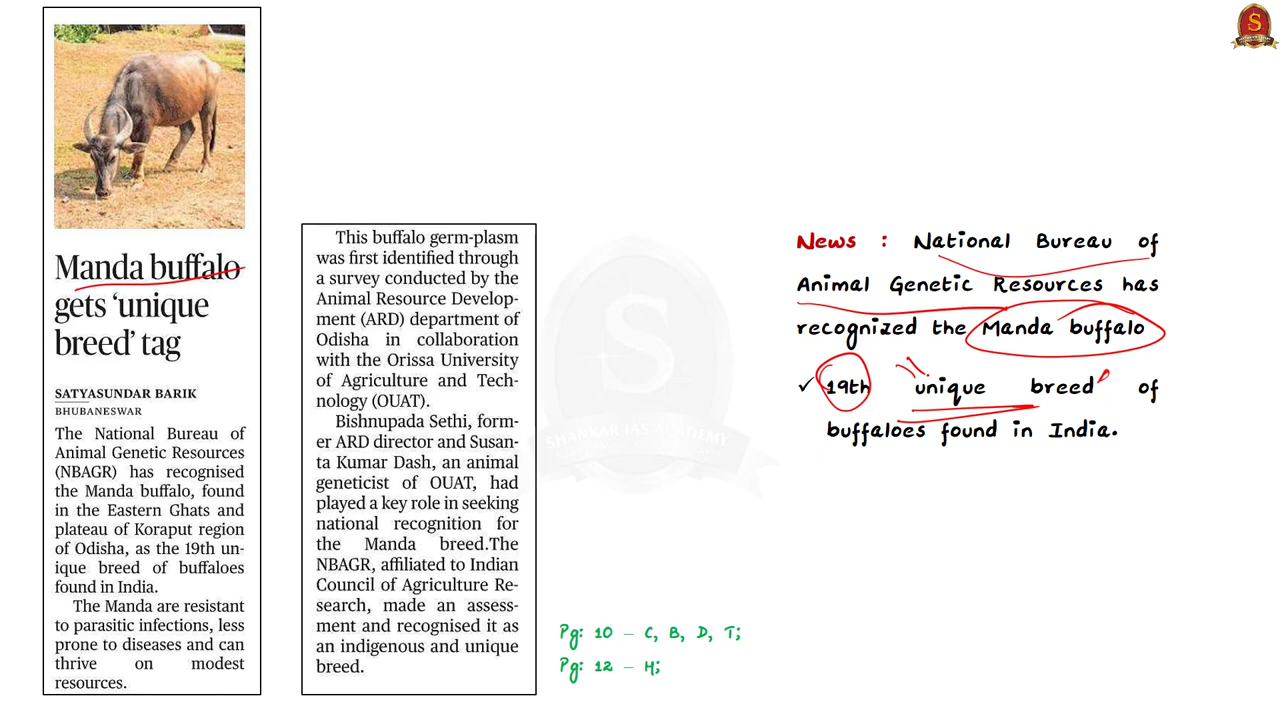 Manda buffalo
gets ‘unique
breed’ tag
SATYASUNDAR BARIK
BHUBANESWAR
The National Bureau of
Animal Genetic Resources
(NBAGR) has recognised
the Manda buffalo, found
in the Eastern Ghats and
plateau of Koraput region
of Odisha, as the 19th un-
ique breed of buffaloes
found in India.
The Manda are resistant
to parasitic infections, less
prone to diseases and can
thrive on modest
resources.
This buffalo germ-plasm
was first identified through
a survey conducted by the
Animal Resource Develop-
ment (ARD) department of
Odisha in collaboration
with the Orissa University
of Agriculture and Tech-
nology (OUAT).
Bishnupada Sethi, form-
er ARD director and Susan-
ta Kumar Dash, an animal
geneticist of OUAT, had
played a key role in seeking
national recognition for
the Manda breed.The
NBAGR, affiliated to Indian
Council of Agriculture Re-
search, made an assess-
ment and recognised it as
an indigenous and unique
breed.
News : National Bureau of
Animal Genetic Resources has
recognized the Manda buffalo
✓ 19th unique breed of
buffaloes found in India.
Pg: 10 – C, B, D, T;
Pg: 12 – H;
S
SHANKAR IAS ACADEMY
S